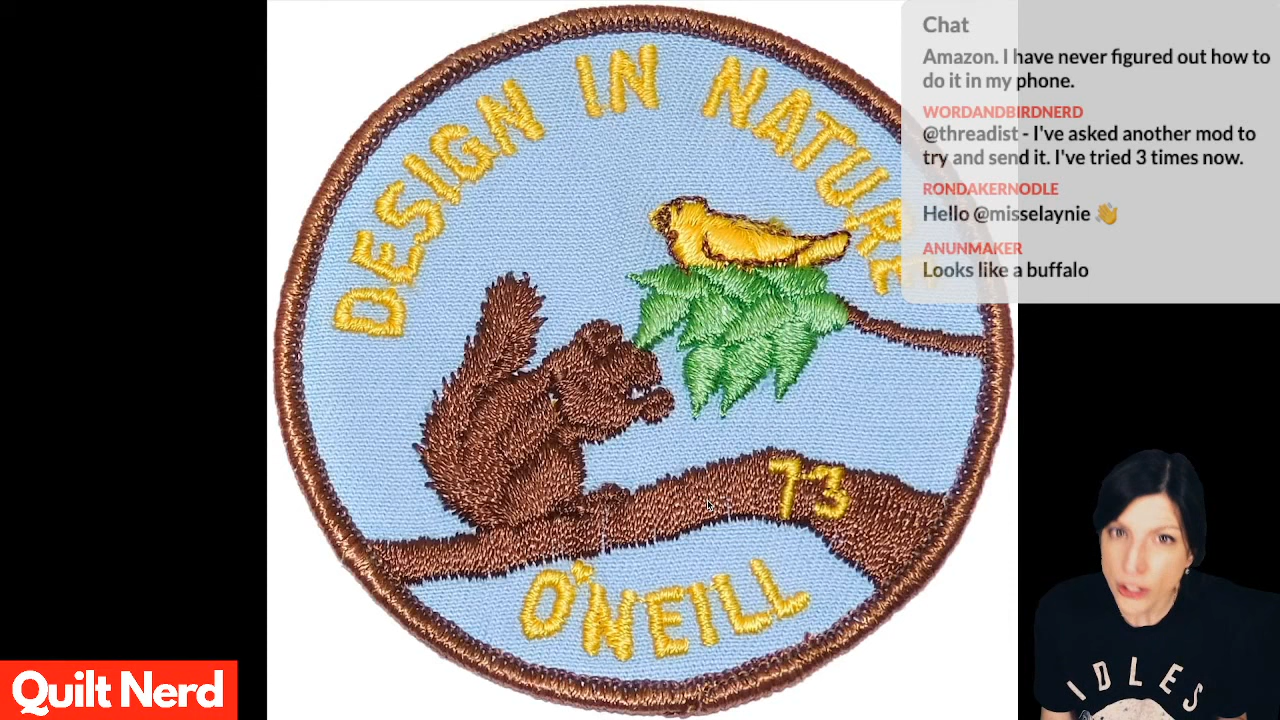 DESIGN IN NATURE
73
O'NEILL
Chat
Amazon. I have never figured out how to
do it in my phone.
WORDANDBIRDNERD
@threadist - I've asked another mod to
try and send it. I've tried 3 times now.
RONDAKERNODLE
Hello @misselaynie 👋
ANUNMAKER
Looks like a buffalo
IDLES
Quilt Nerd